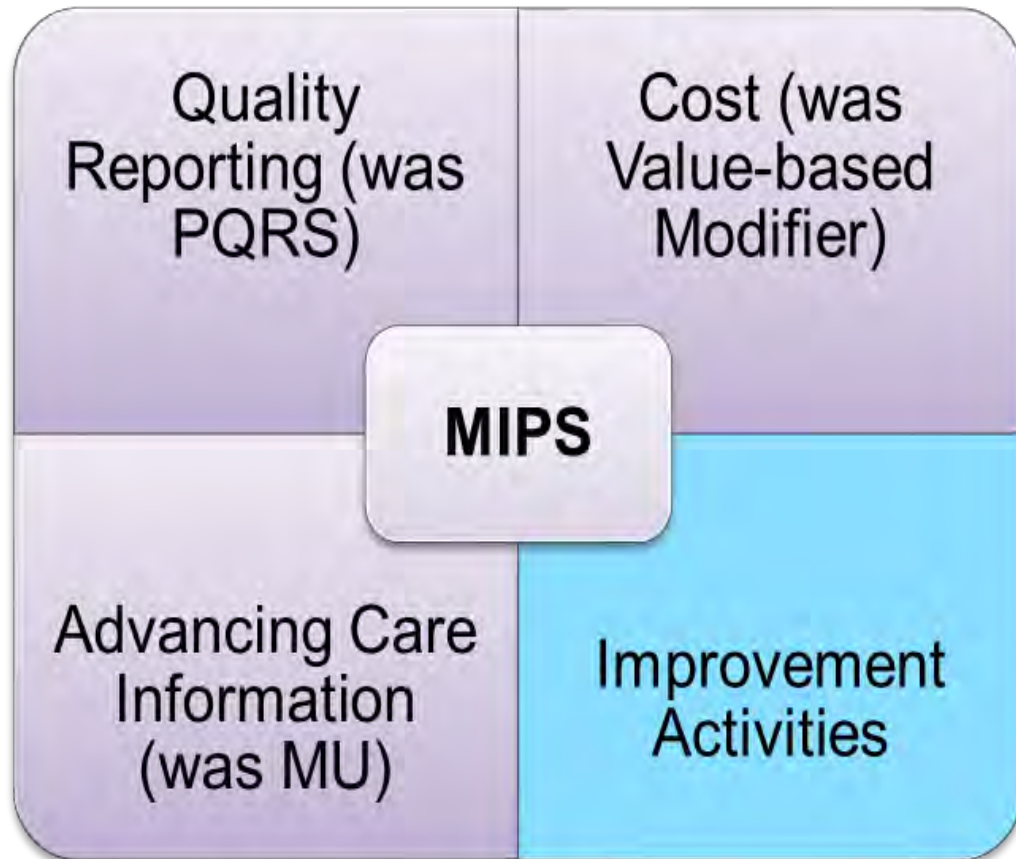 Quality
Reporting (was
PQRS)
Cost (was
Value-based
Modifier)
MIPS
Advancing Care
Information
(was MU)
Improvement
Activities